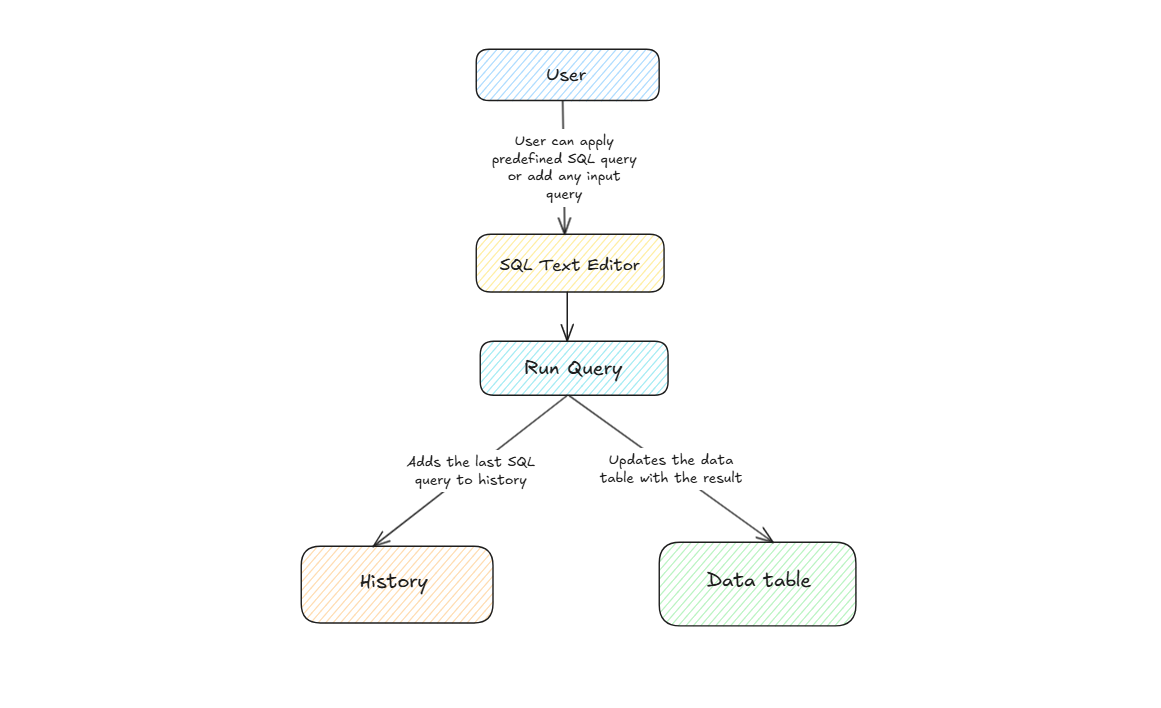 User
User can apply
predefined SQL query
or add any input
query
SQL Text Editor
Run Query
Adds the last SQL
query to history
Updates the data
table with the result
History
Data table